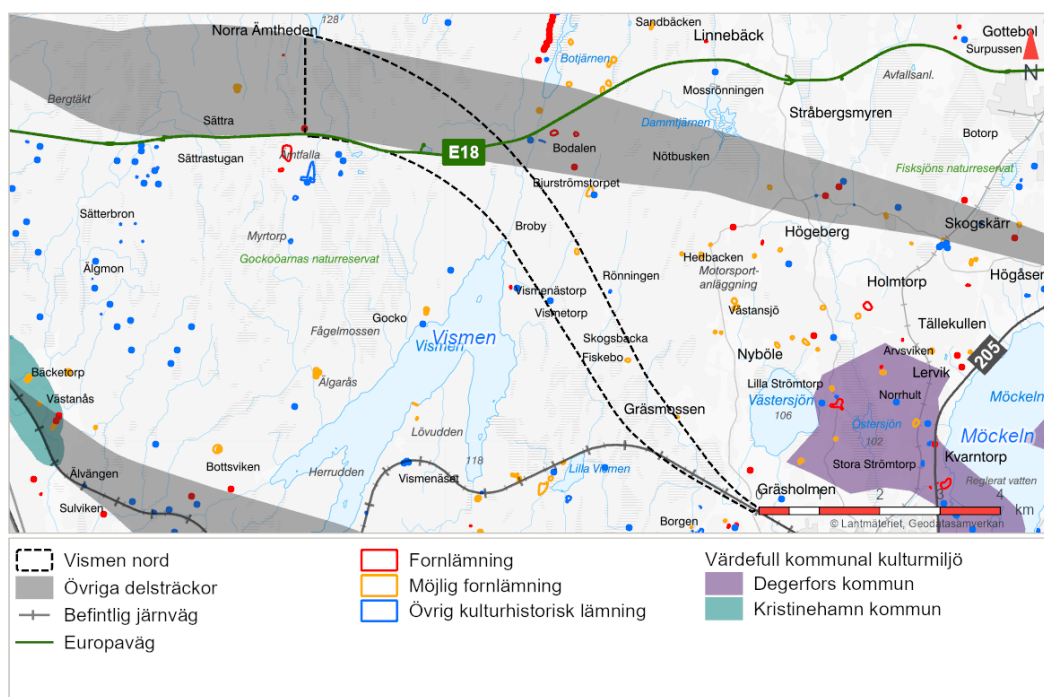 128
Sandbäcken
Norra Ämtheden
Linnebäck
Gottebol
Surpussen
Botjärnen
N
Bergtäkt
Mossrönningen
Avfallsanl.
Stråbergsmyren
Sättra
Dammtjärnen
Botorp
E18
Bodalen
Sättrastugan
Ämtfalla
Nötbusken
Fisksjöns naturreservat
Bjurströmstorpet
Sätterbron
Broby
Skogskärr
Myrtorp
Högeberg
Gockoöarnas naturreservat
Hedbacken
Älgmon
Rönningen
Motorsport-
anläggning
Högåsen
Holmtorp
Vismenästorp
Gocko
Vismetorp
Västansjö
Fågelmossen
Tällekullen
Vismen
Vismen
Skogsbacka
205
Fiskebo
Nyböle
Arvsviken
Bäcketorp
Älgarås
Lervik
Lilla Strömtorp
Västanås
Västersjön
Norrhult
Möckeln
Gräsmossen
106
Östersjön
Lövudden
102
Möckeln
Bottsviken
118
Kvarntorp
Älvängen
Herrudden
Vismenäset
Lilla Vismen
Stora Strömtorp
Reglerat vatten
Gräsholmen
0 1 2 3 4
km
Sulviken
Borgen
© Lantmäteriet, Geodatasamverkan
Vismen nord
Övriga delsträckor
Befintlig järnväg
Europaväg
Fornlämning
Möjlig fornlämning
Övrig kulturhistorisk lämning
Värdefull kommunal kulturmiljö
Degerfors kommun
Kristinehamn kommun